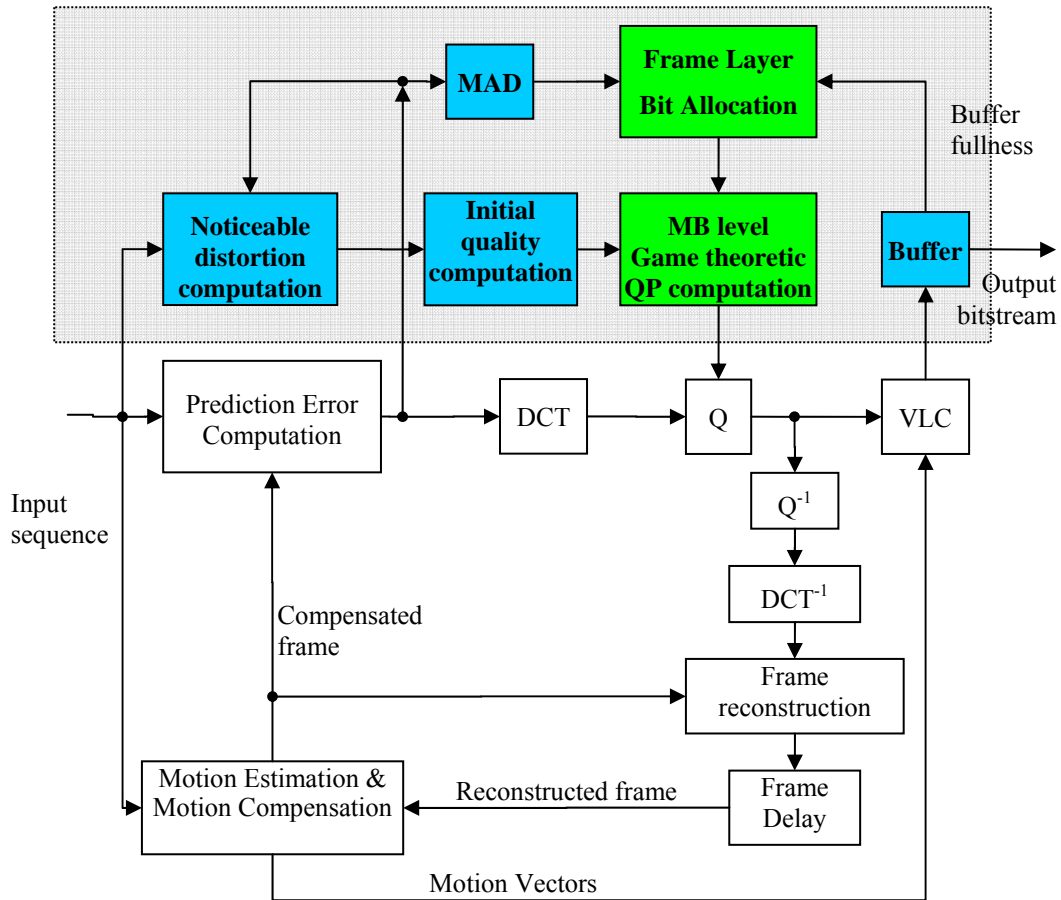 MAD
Frame Layer
Bit Allocation
Buffer
fullness
Noticeable
distortion
computation
Initial
quality
computation
MB level
Game theoretic
QP computation
Buffer
Output
bitstream
Prediction Error
Computation
DCT
Q
VLC
Input
sequence
Q-1
DCT-1
Compensated
frame
Frame
reconstruction
Motion Estimation &
Motion Compensation
Reconstructed frame
Frame
Delay
Motion Vectors